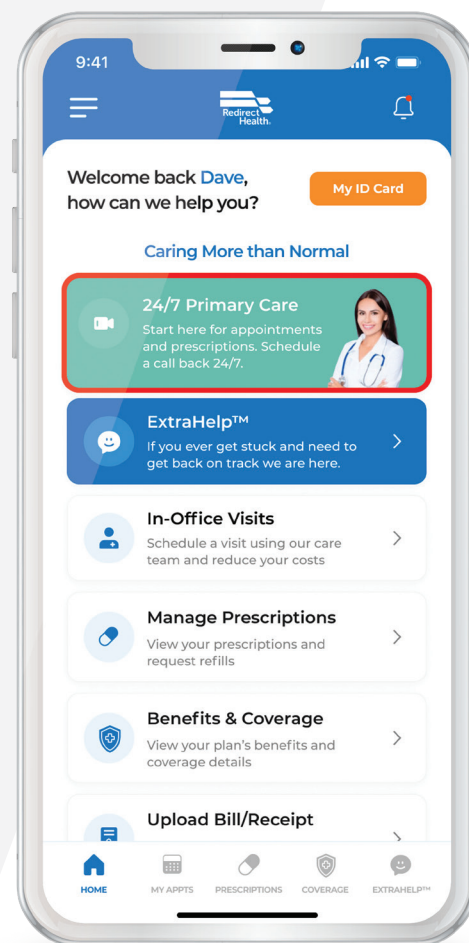 9:41
Redirect
Health®
Welcome back Dave,
how can we help you?
My ID Card
Caring More than Normal
24/7 Primary Care
Start here for appointments
and prescriptions. Schedule
a call back 24/7.
ExtraHelp™
If you ever get stuck and need to
get back on track we are here.
In-Office Visits
Schedule a visit using our care
team and reduce your costs
Manage Prescriptions
View your prescriptions and
request refills
Benefits & Coverage
View your plan's benefits and
coverage details
Upload Bill/Receipt
HOME
MY APPTS
PRESCRIPTIONS
COVERAGE
EXTRAHELP™